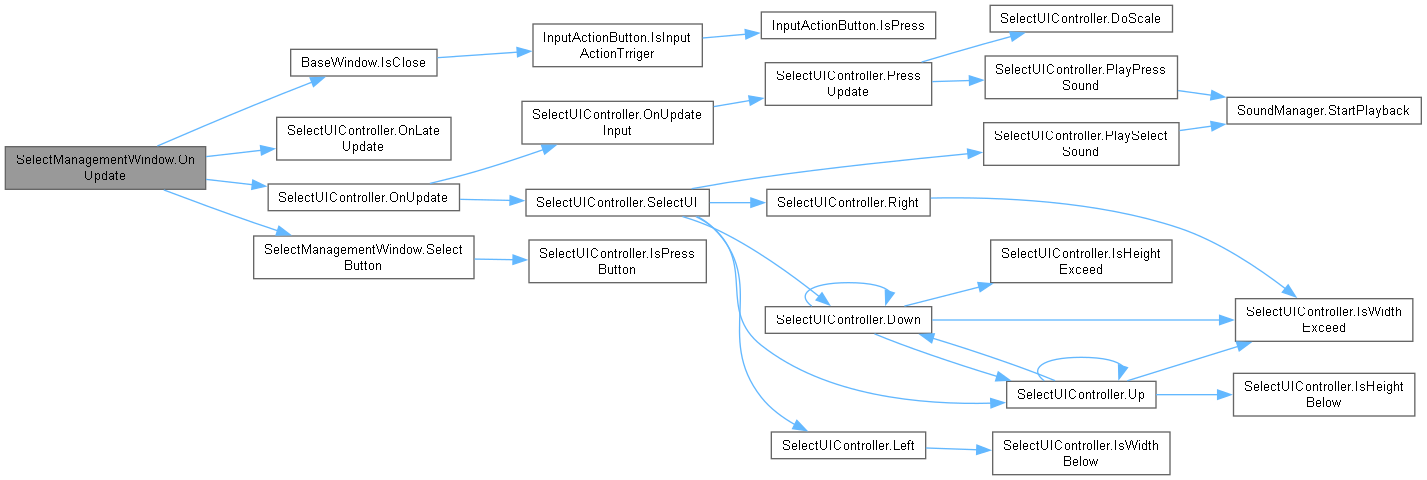 SelectManagementWindow.On
Update
BaseWindow.IsClose
InputActionButton.IsInput
ActionTrriger
InputActionButton.IsPress
SelectUIController.OnLate
Update
SelectUIController.OnUpdate
SelectUIController.OnUpdate
Input
SelectUIController.Press
Update
SelectUIController.DoScale
SelectUIController.PlayPress
Sound
SoundManager.StartPlayback
SelectUIController.SelectUI
SelectUIController.PlaySelect
Sound
SelectUIController.Right
SelectUIController.Down
SelectUIController.IsHeight
Exceed
SelectUIController.IsWidth
Exceed
SelectUIController.Up
SelectUIController.IsHeight
Below
SelectUIController.Left
SelectUIController.IsWidth
Below
SelectManagementWindow.Select
Button
SelectUIController.IsPress
Button